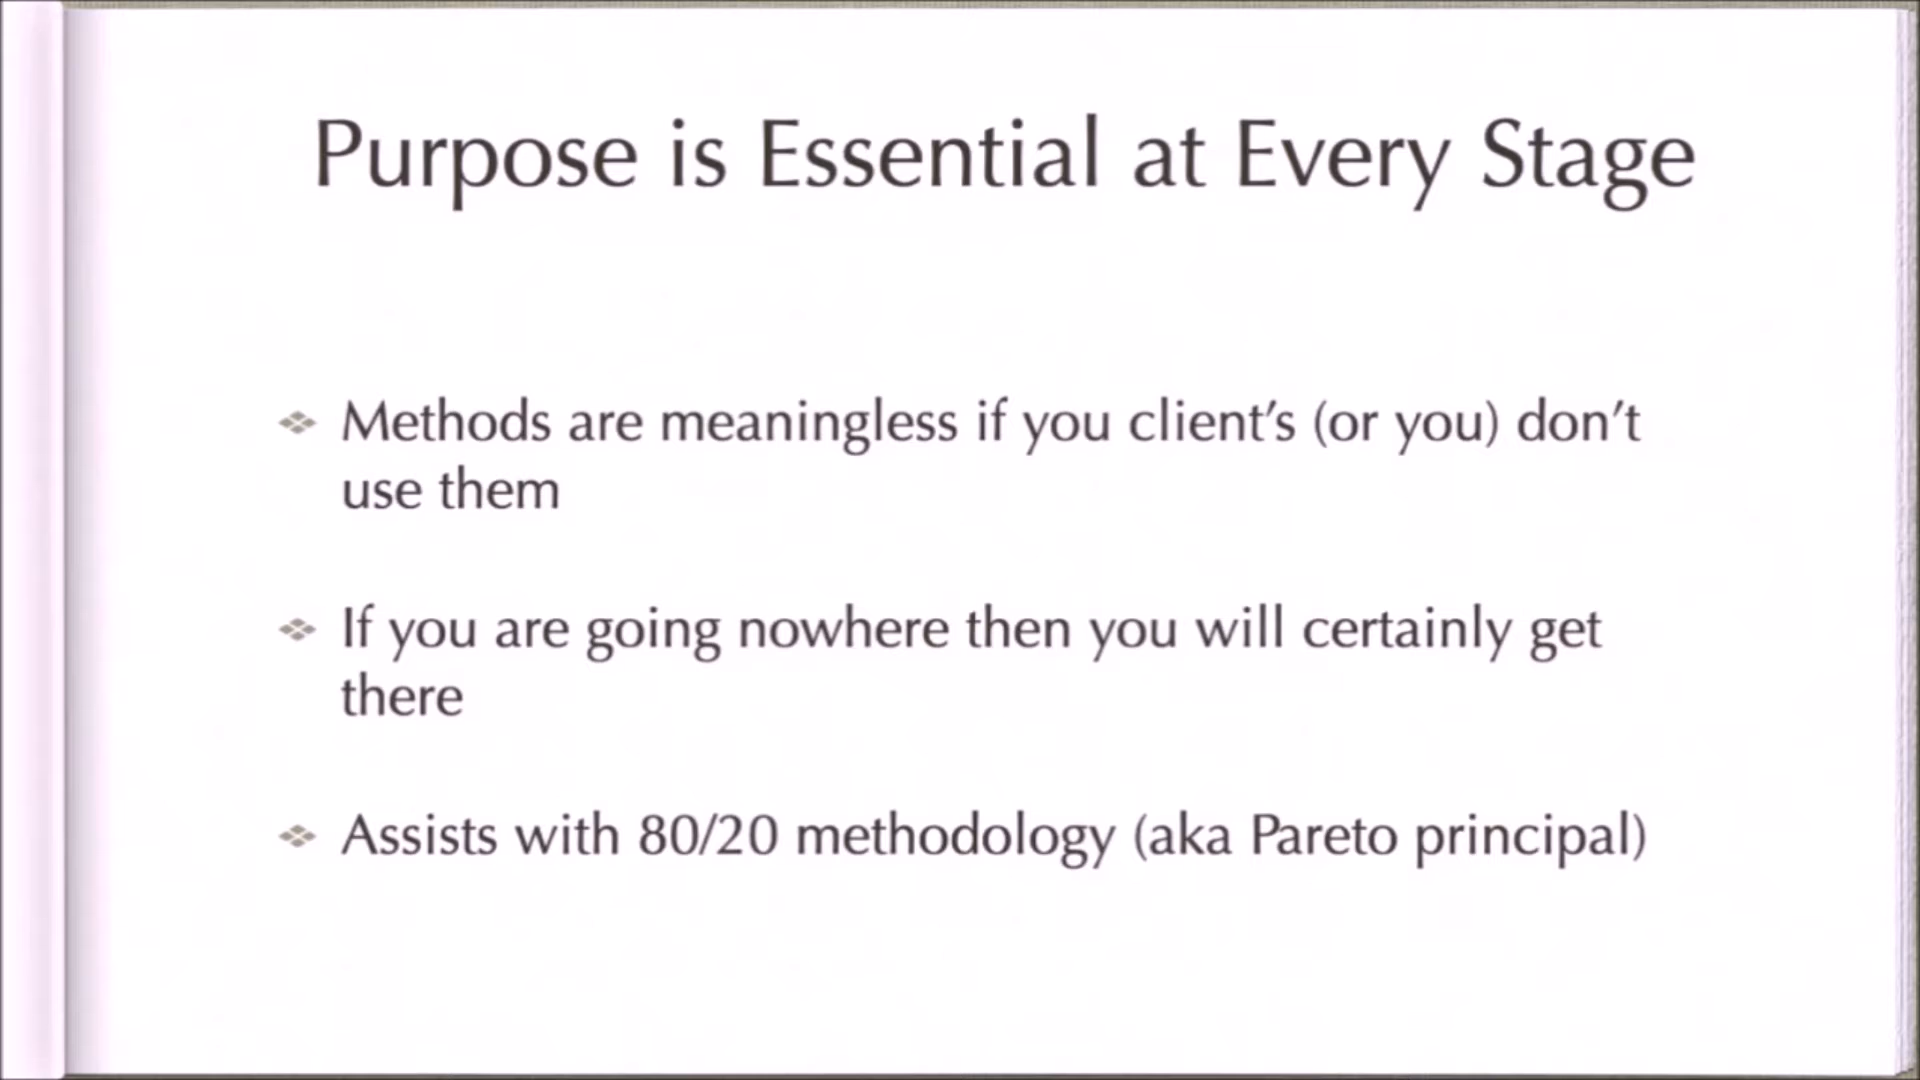 Purpose is Essential at Every Stage
Methods are meaningless if you client’s (or you) don’t
use them
If you are going nowhere then you will certainly get
there
Assists with 80/20 methodology (aka Pareto principal)